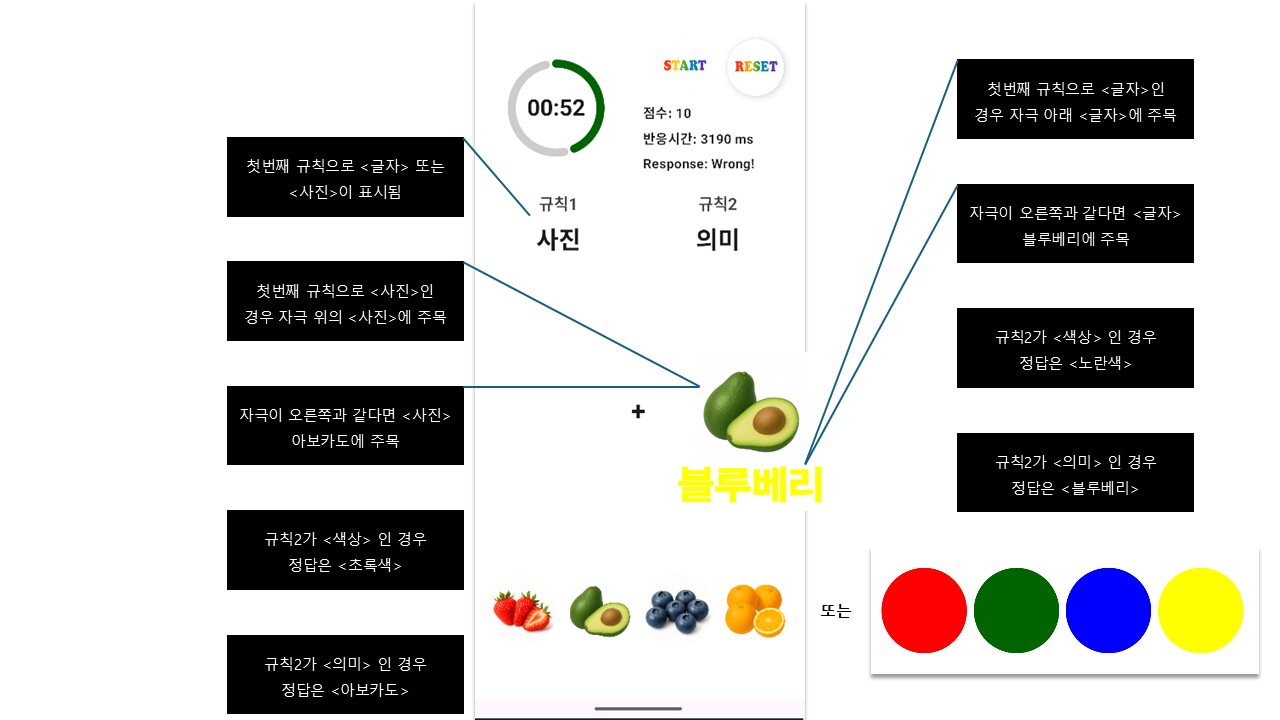 첫번째 규칙으로 <글자> 또는
<사진>이 표시됨
첫번째 규칙으로 <사진>인
경우 자극 위의 <사진>에 주목
자극이 오른쪽과 같다면 <사진>
아보카도에 주목
규칙2가 <색상> 인 경우
정답은 <초록색>
규칙2가 <의미> 인 경우
정답은 <아보카도>
00:52
START
RESET
점수: 10
반응시간: 3190 ms
Response: Wrong!
규칙1
규칙2
사진
의미
+
블루베리
첫번째 규칙으로 <글자>인
경우 자극 아래 <글자>에 주목
자극이 오른쪽과 같다면 <글자>
블루베리에 주목
규칙2가 <색상> 인 경우
정답은 <노란색>
규칙2가 <의미> 인 경우
정답은 <블루베리>
또는